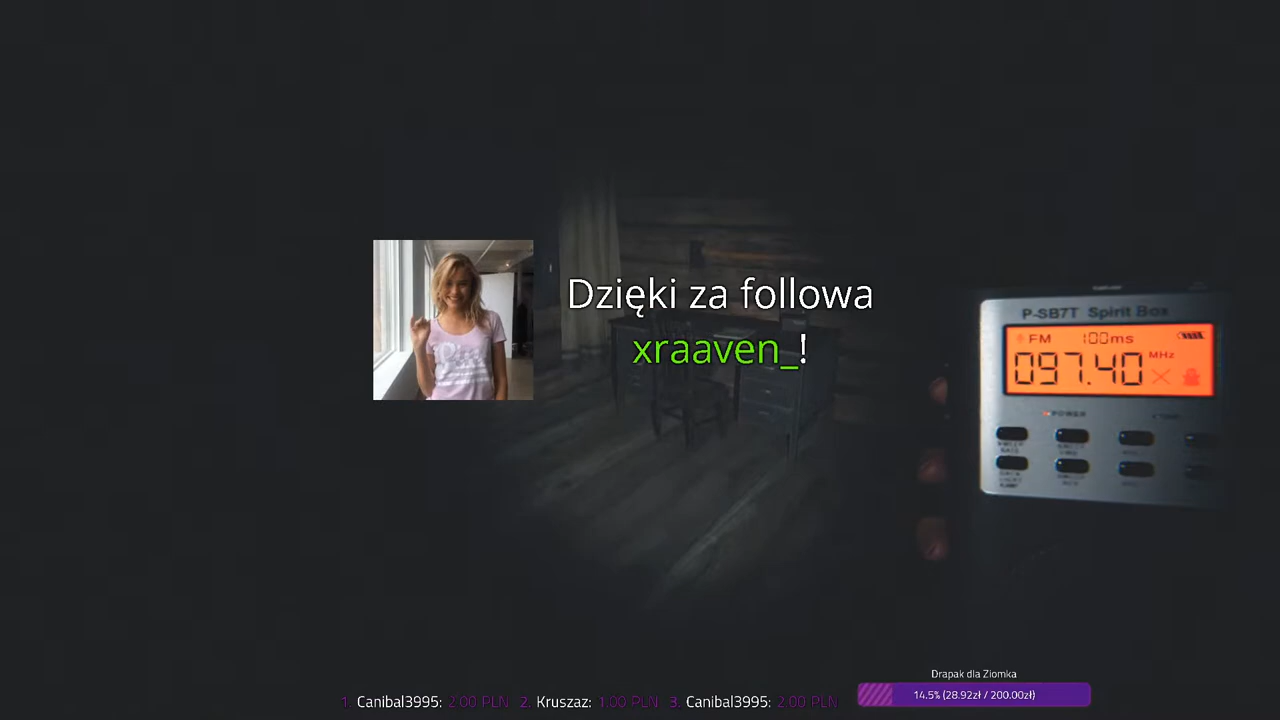 Dzięki za followa
xraaven_!
P-SB7T Spirit Box
FM 100ms
097.40 MHz
POWER
Drapak dla Ziomka
14.5% (28.92zł / 200.00zł)
1. Canibal3995: 2.00 PLN 2. Kruszaz: 1.00 PLN 3. Canibal3995: 2.00 PLN